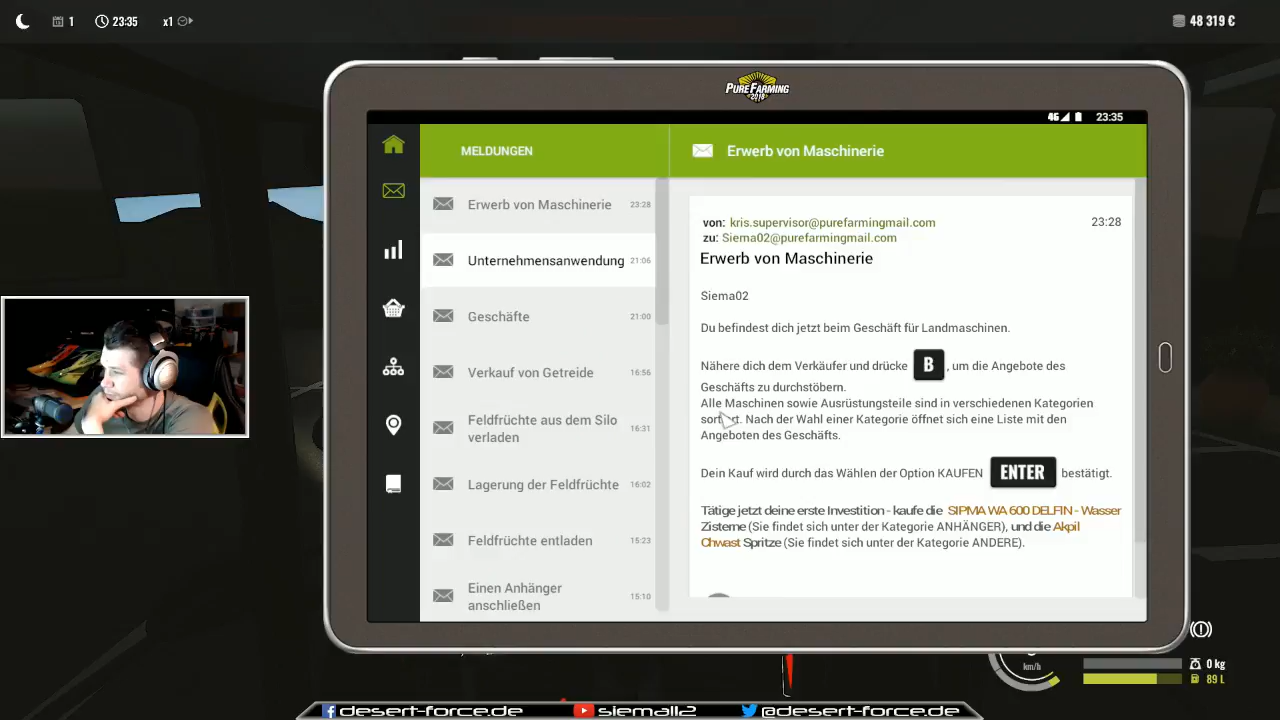 1
23:35
x1
48 319 €
PURE FARMING
2018
4G
23:35
MELDUNGEN
Erwerb von Maschinerie
Erwerb von Maschinerie
23:28
Unternehmensanwendung
21:06
Geschäfte
21:00
Verkauf von Getreide
16:56
Feldfrüchte aus dem Silo
verladen
16:31
Lagerung der Feldfrüchte
16:02
Feldfrüchte entladen
15:23
Einen Anhänger
anschließen
15:10
von: kris.supervisor@purefarmingmail.com
23:28
zu: Siema02@purefarmingmail.com
Erwerb von Maschinerie
Siema02
Du befindest dich jetzt beim Geschäft für Landmaschinen.
Nähere dich dem Verkäufer und drücke B , um die Angebote des
Geschäfts zu durchstöbern.
Alle Maschinen sowie Ausrüstungsteile sind in verschiedenen Kategorien
sortiert. Nach der Wahl einer Kategorie öffnet sich eine Liste mit den
Angeboten des Geschäfts.
Dein Kauf wird durch das Wählen der Option KAUFEN ENTER bestätigt.
Tätige jetzt deine erste Investition - kaufe die SIPMA WA 600 DELFIN - Wasser
Zisterne (Sie findet sich unter der Kategorie ANHÄNGER), und die Akpil
Chwast Spritze (Sie findet sich unter der Kategorie ANDERE).
km/h
0 kg
89 L
desert-force.de
siemall2
@desert-force.de